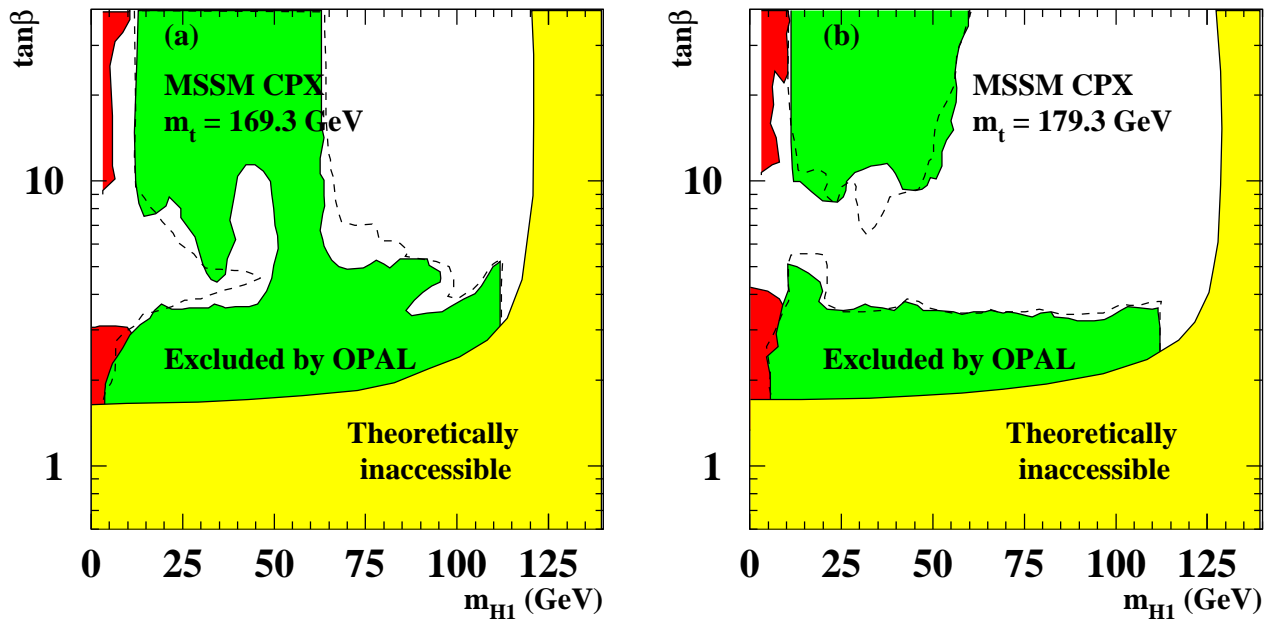 tanβ
(a)
MSSM CPX
m_t = 169.3 GeV
10
Excluded by OPAL
Theoretically
inaccessible
1
0 25 50 75 100 125
m_H1 (GeV)
tanβ
(b)
MSSM CPX
m_t = 179.3 GeV
10
Excluded by OPAL
Theoretically
inaccessible
1
0 25 50 75 100 125
m_H1 (GeV)